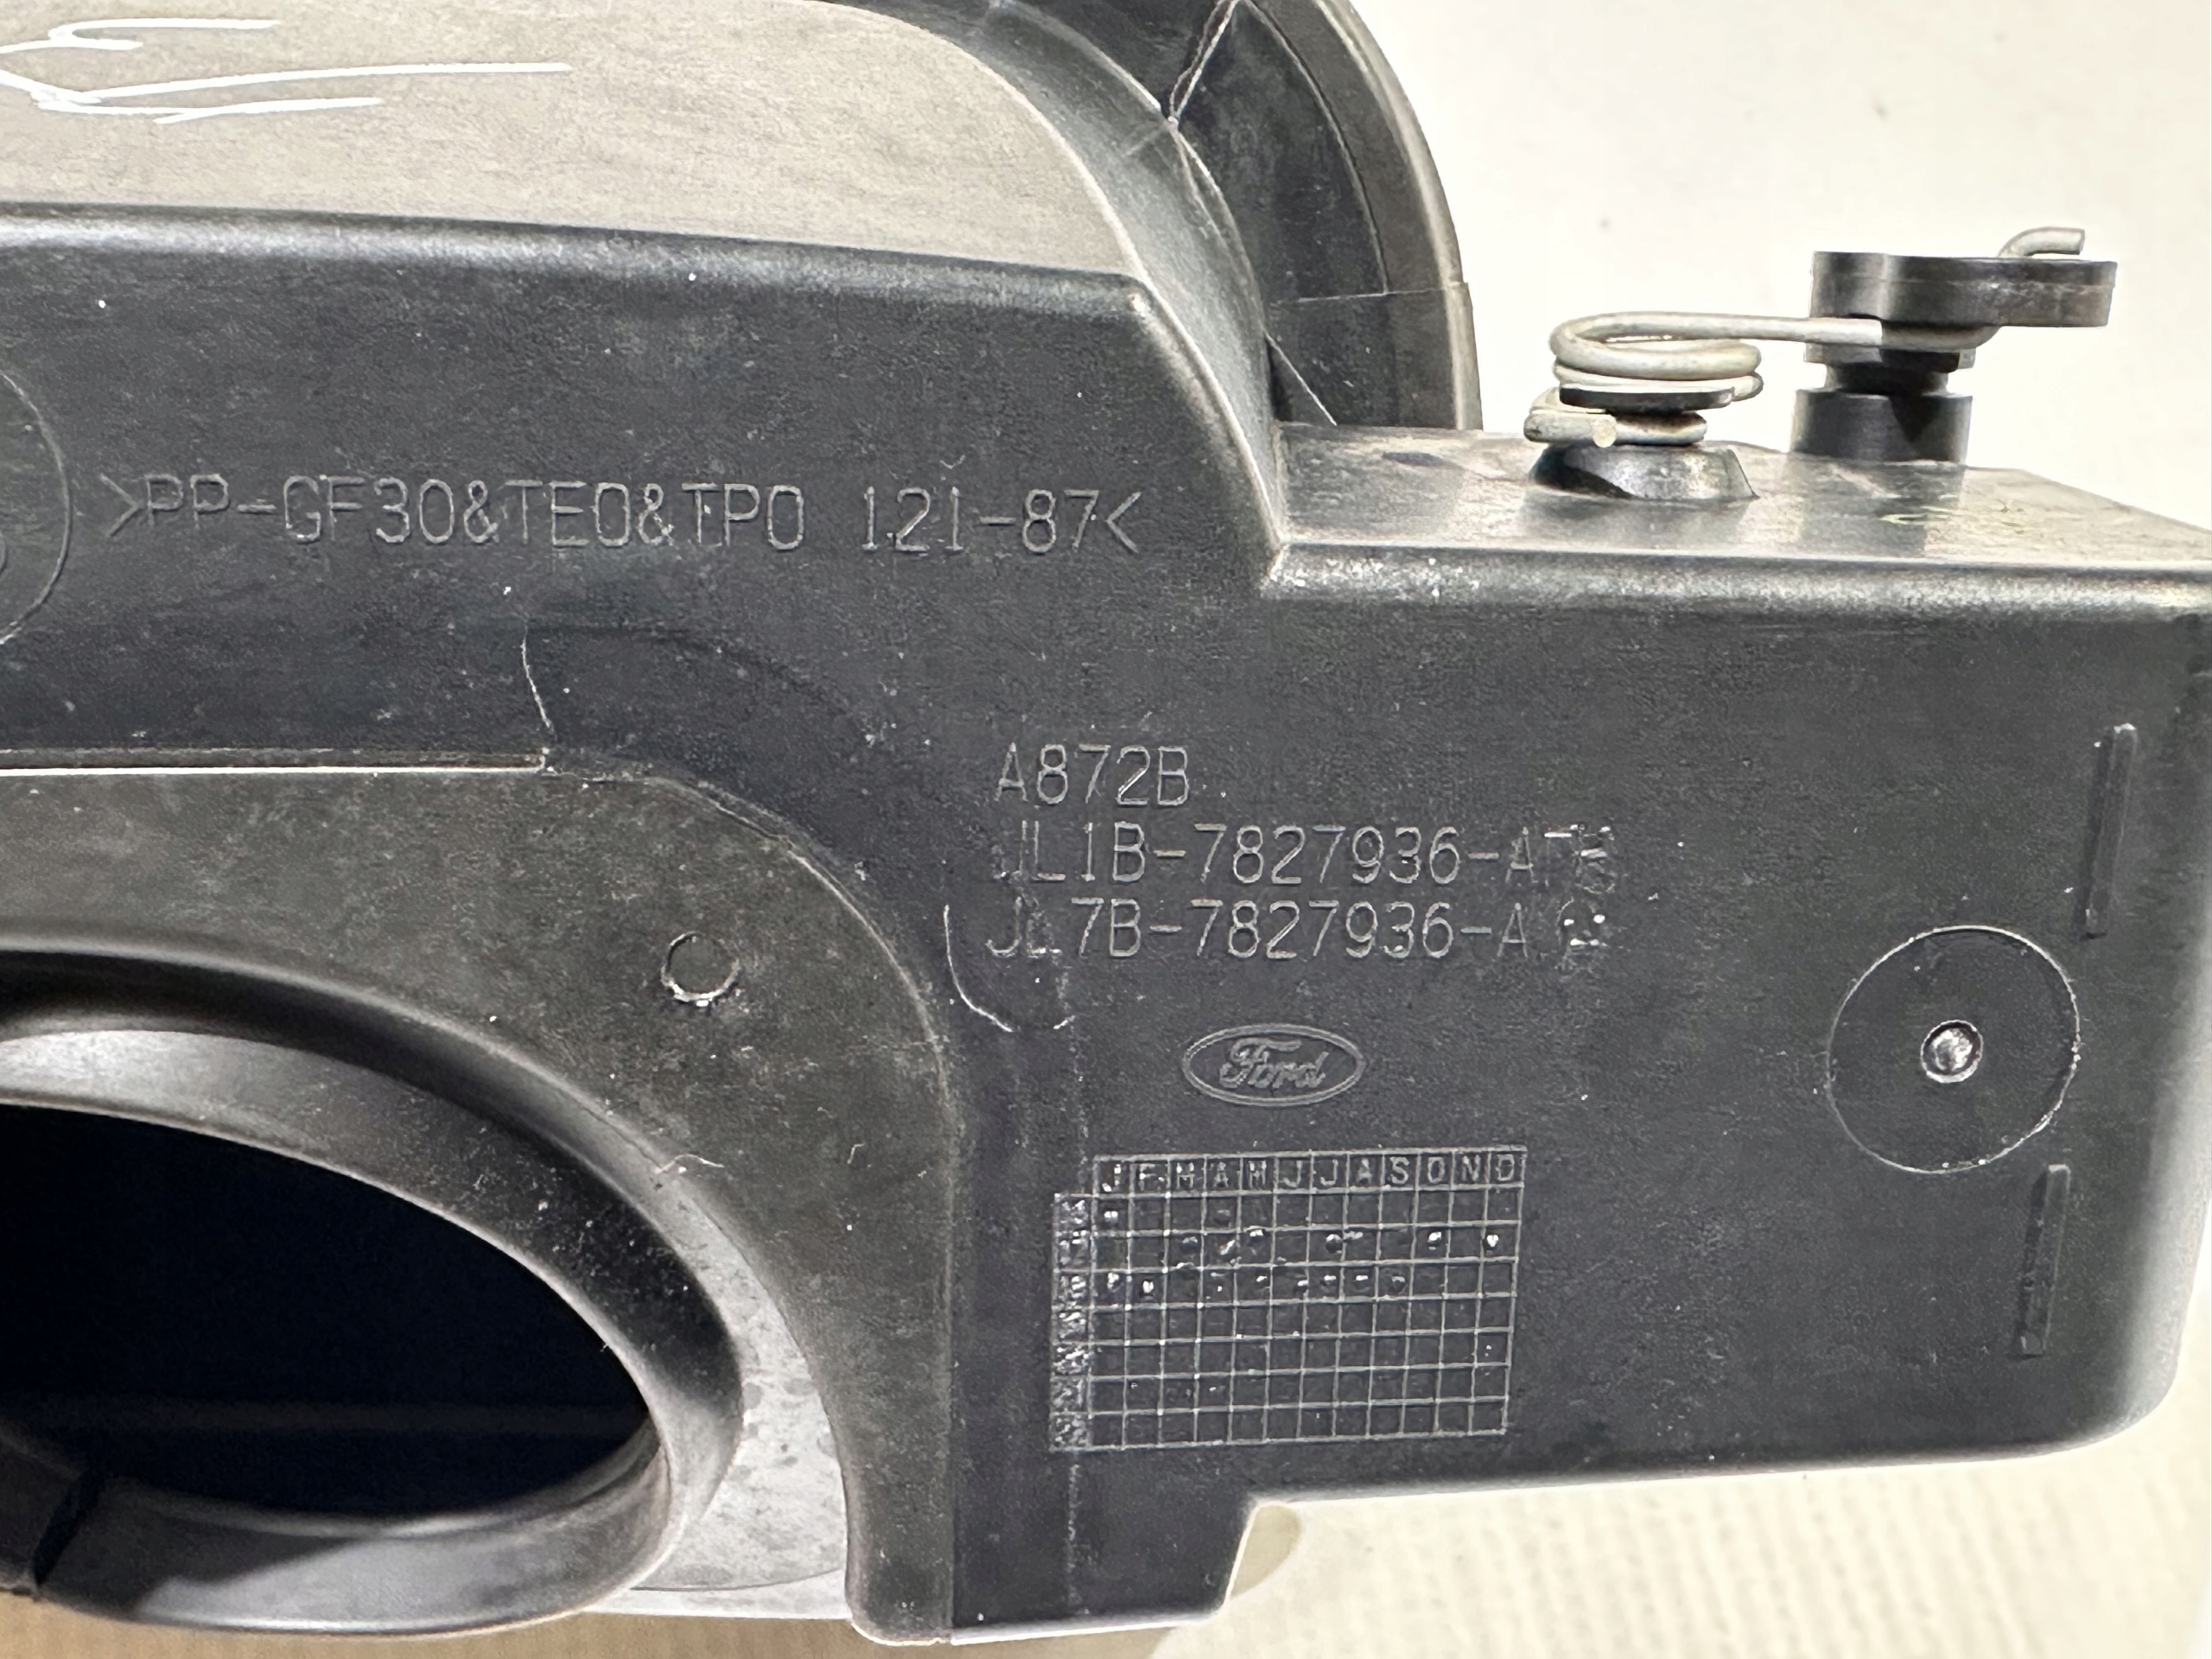 >PP-GF30&TEO&TPO 121-87<
A872B
JL1B-7827936-A
JL7B-7827936-A
Ford
J F M A M J J A S O N D